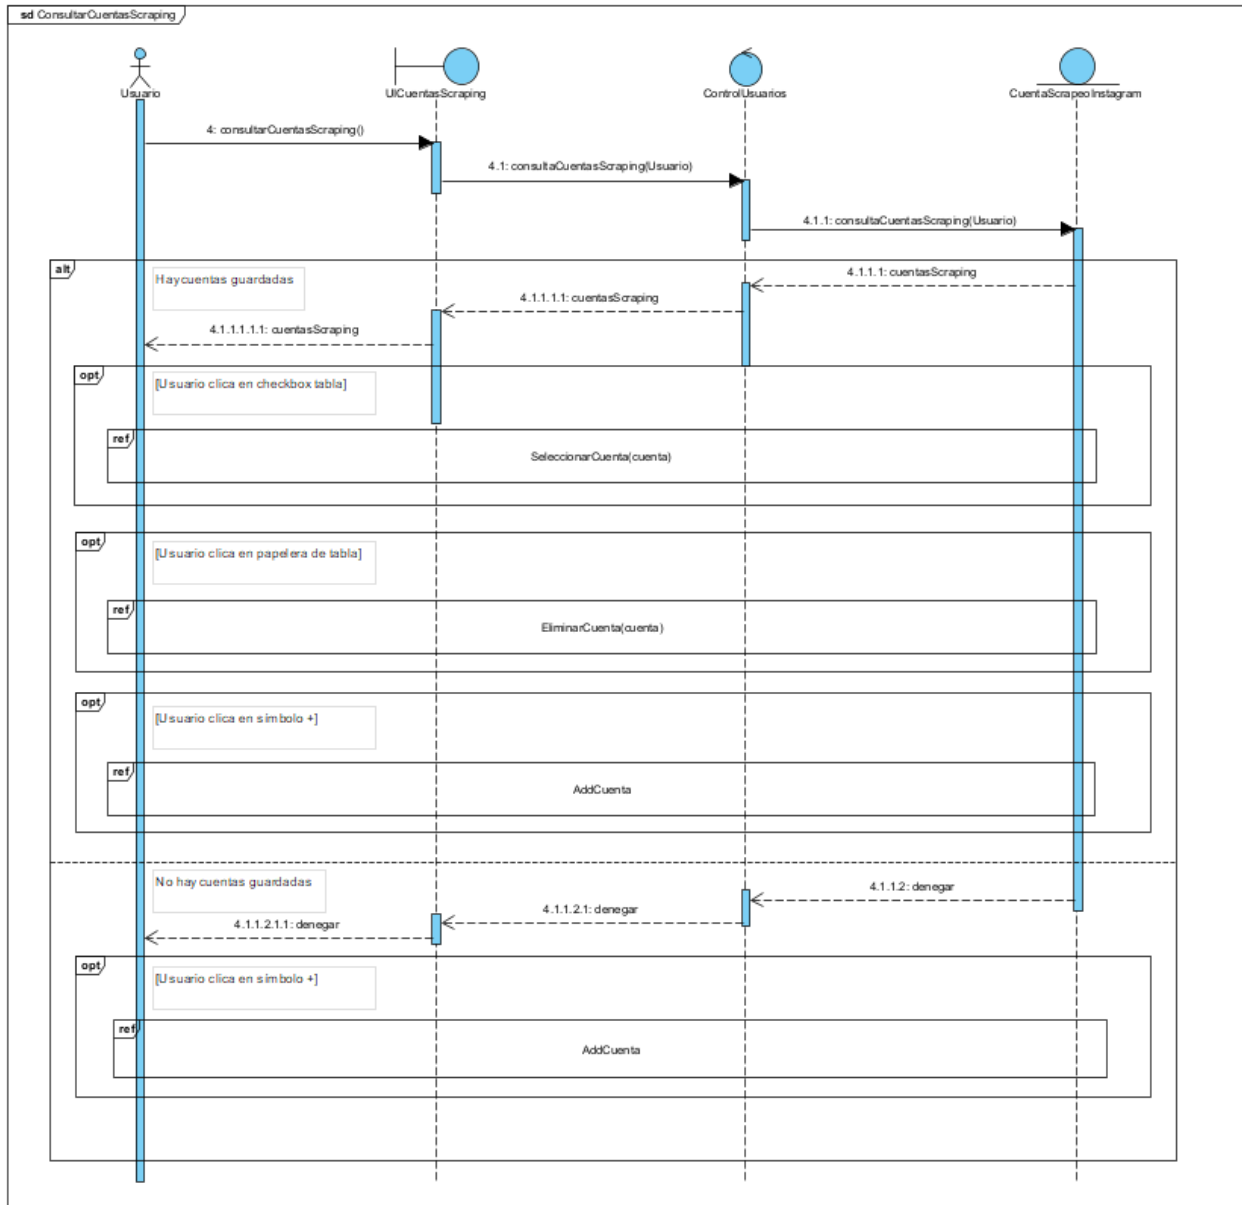 sd ConsultarCuentasScraping
Usuario
UICuentasScraping
ControlUsuarios
CuentaScrapeoInstagram
4: consultarCuentasScraping()
4.1: consultaCuentasScraping(Usuario)
4.1.1: consultaCuentasScraping(Usuario)
alt
Hay cuentas guardadas
4.1.1.1: cuentasScraping
4.1.1.1.1: cuentasScraping
4.1.1.1.1.1: cuentasScraping
opt
[Usuario clica en checkbox tabla]
ref
SeleccionarCuenta(cuenta)
opt
[Usuario clica en papelera de tabla]
ref
EliminarCuenta(cuenta)
opt
[Usuario clica en símbolo +]
ref
AddCuenta
No hay cuentas guardadas
4.1.1.2: denegar
4.1.1.2.1: denegar
4.1.1.2.1.1: denegar
opt
[Usuario clica en símbolo +]
ref
AddCuenta